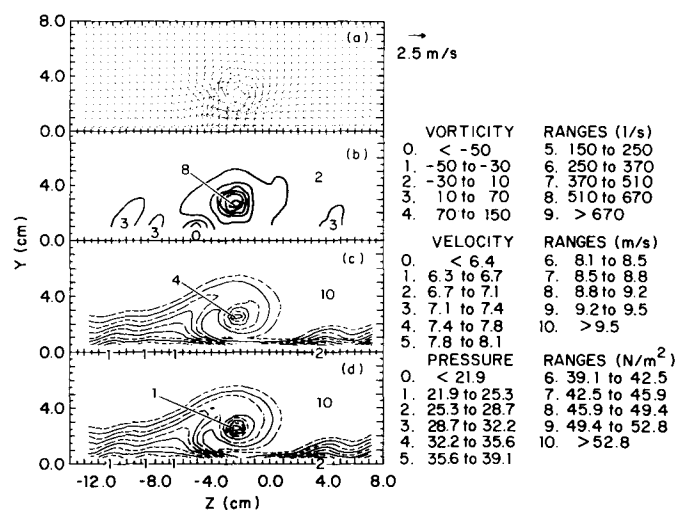 8.0
(a)
2.5 m/s
4.0
0.0
(b)
8
2
4.0
3
3
0
3
0.0
Y (cm)
(c)
4
10
4.0
0.0
2
(d)
1
10
4.0
0.0
2
-12.0 -8.0 -4.0 0.0 4.0 8.0
Z (cm)
VORTICITY RANGES (1/s)
0. < -50 5. 150 to 250
1. -50 to -30 6. 250 to 370
2. -30 to 10 7. 370 to 510
3. 10 to 70 8. 510 to 670
4. 70 to 150 9. > 670
VELOCITY RANGES (m/s)
0. < 6.4 6. 8.1 to 8.5
1. 6.3 to 6.7 7. 8.5 to 8.8
2. 6.7 to 7.1 8. 8.8 to 9.2
3. 7.1 to 7.4 9. 9.2 to 9.5
4. 7.4 to 7.8 10. >9.5
5. 7.8 to 8.1
PRESSURE RANGES (N/m²)
0. < 21.9 6. 39.1 to 42.5
1. 21.9 to 25.3 7. 42.5 to 45.9
2. 25.3 to 28.7 8. 45.9 to 49.4
3. 28.7 to 32.2 9. 49.4 to 52.8
4. 32.2 to 35.6 10. >52.8
5. 35.6 to 39.1